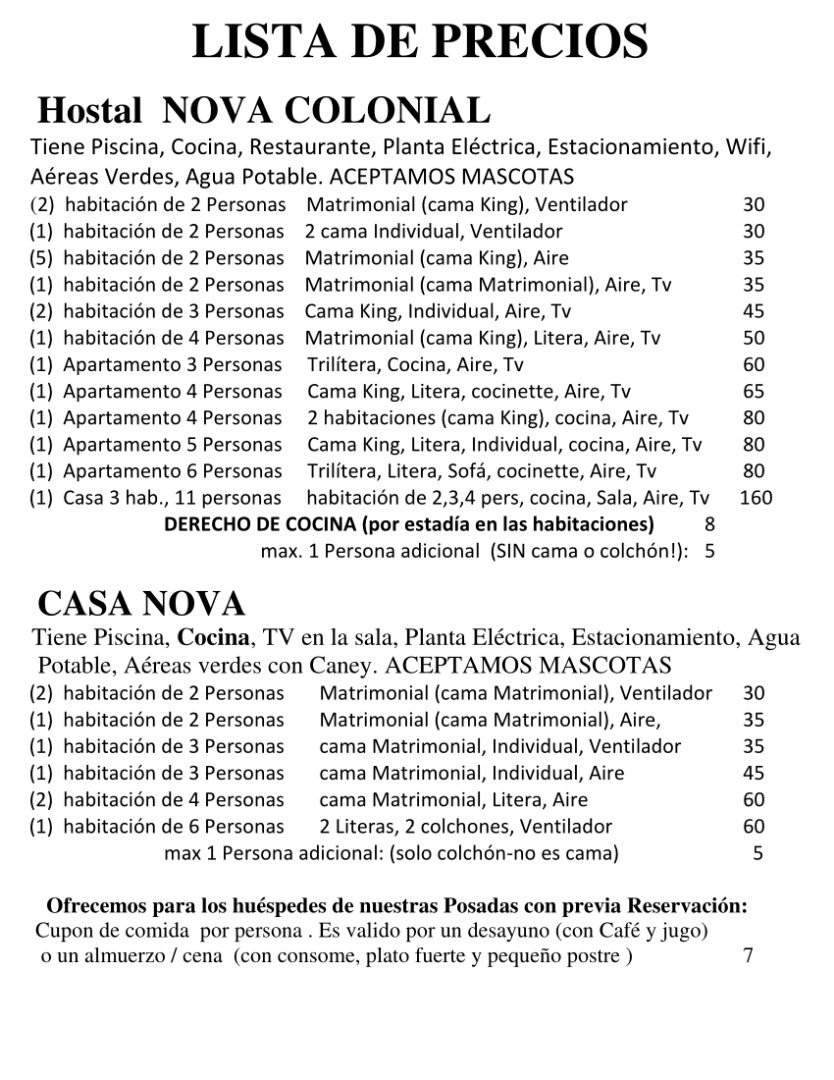 LISTA DE PRECIOS
Hostal NOVA COLONIAL
Tiene Piscina, Cocina, Restaurante, Planta Eléctrica, Estacionamiento, Wifi,
Aéreas Verdes, Agua Potable. ACEPTAMOS MASCOTAS
(2) habitación de 2 Personas Matrimonial (cama King), Ventilador 30
(1) habitación de 2 Personas 2 cama Individual, Ventilador 30
(5) habitación de 2 Personas Matrimonial (cama King), Aire 35
(1) habitación de 2 Personas Matrimonial (cama Matrimonial), Aire, Tv 35
(2) habitación de 3 Personas Cama King, Individual, Aire, Tv 45
(1) habitación de 4 Personas Matrimonial (cama King), Litera, Aire, Tv 50
(1) Apartamento 3 Personas Trilítera, Cocina, Aire, Tv 60
(1) Apartamento 4 Personas Cama King, Litera, cocinette, Aire, Tv 65
(1) Apartamento 4 Personas 2 habitaciones (cama King), cocina, Aire, Tv 80
(1) Apartamento 5 Personas Cama King, Litera, Individual, cocina, Aire, Tv 80
(1) Apartamento 6 Personas Trilítera, Litera, Sofá, cocinette, Aire, Tv 80
(1) Casa 3 hab., 11 personas habitación de 2,3,4 pers, cocina, Sala, Aire, Tv 160
DERECHO DE COCINA (por estadía en las habitaciones) 8
max. 1 Persona adicional (SIN cama o colchón!): 5
CASA NOVA
Tiene Piscina, Cocina, TV en la sala, Planta Eléctrica, Estacionamiento, Agua
Potable, Aéreas verdes con Caney. ACEPTAMOS MASCOTAS
(2) habitación de 2 Personas Matrimonial (cama Matrimonial), Ventilador 30
(1) habitación de 2 Personas Matrimonial (cama Matrimonial), Aire, 35
(1) habitación de 3 Personas cama Matrimonial, Individual, Ventilador 35
(1) habitación de 3 Personas cama Matrimonial, Individual, Aire 45
(2) habitación de 4 Personas cama Matrimonial, Litera, Aire 60
(1) habitación de 6 Personas 2 Literas, 2 colchones, Ventilador 60
max 1 Persona adicional: (solo colchón-no es cama) 5
Ofrecemos para los huéspedes de nuestras Posadas con previa Reservación:
Cupon de comida por persona . Es valido por un desayuno (con Café y jugo)
o un almuerzo / cena (con consome, plato fuerte y pequeño postre ) 7